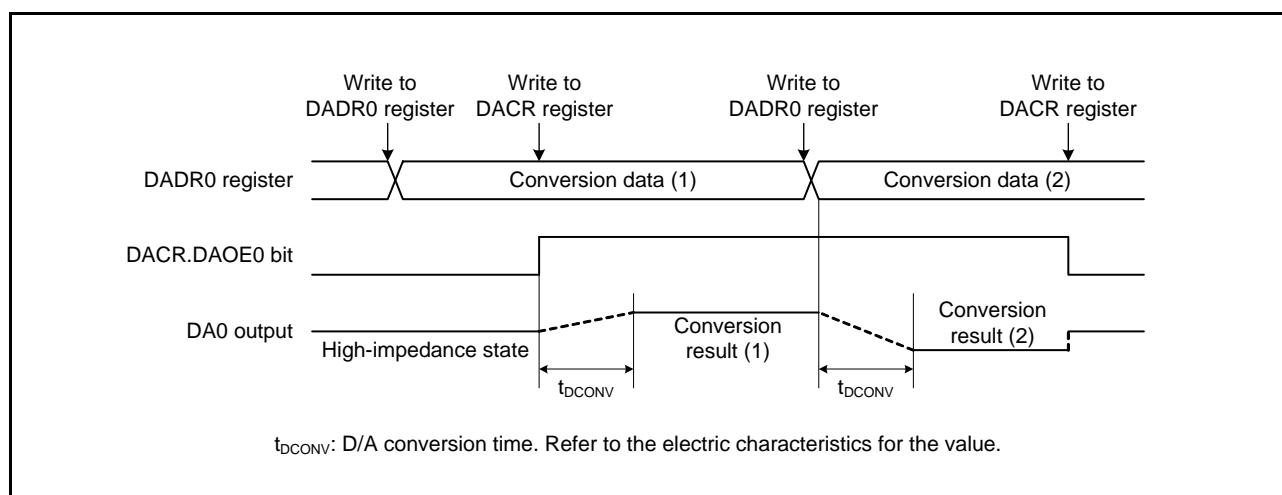 Write to
DADR0 register
Write to
DACR register
Write to
DADR0 register
Write to
DACR register
DADR0 register
Conversion data (1)
Conversion data (2)
DACR.DAOE0 bit
DA0 output
High-impedance state
Conversion
result (1)
Conversion
result (2)
tDCONV
tDCONV
tDCONV: D/A conversion time. Refer to the electric characteristics for the value.